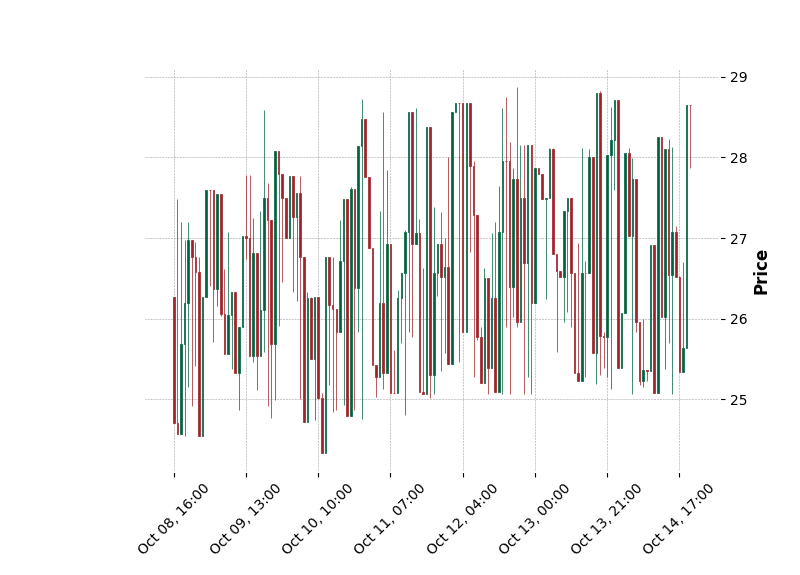 29
28
27
26
25
Price
Oct 08, 16:00
Oct 09, 13:00
Oct 10, 10:00
Oct 11, 07:00
Oct 12, 04:00
Oct 13, 00:00
Oct 13, 21:00
Oct 14, 17:00